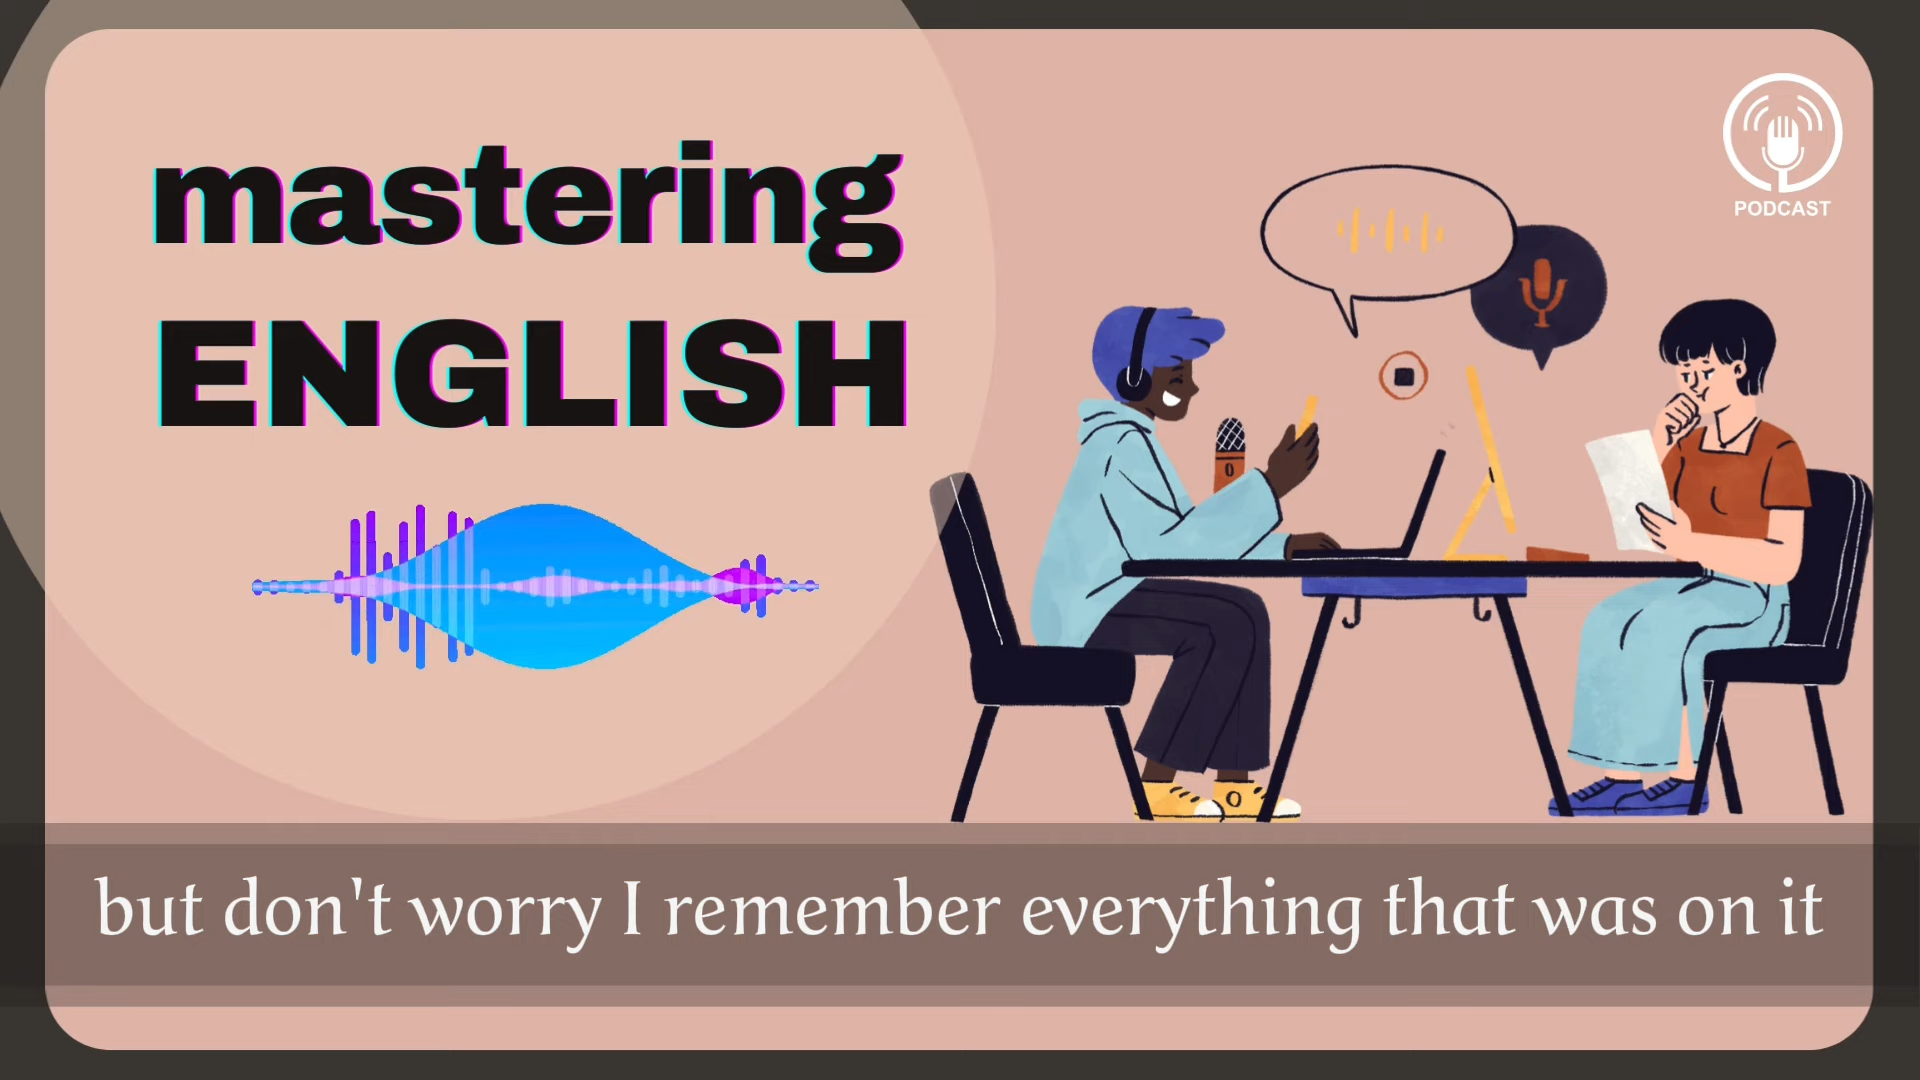 mastering
ENGLISH
PODCAST
but don't worry I remember everything that was on it